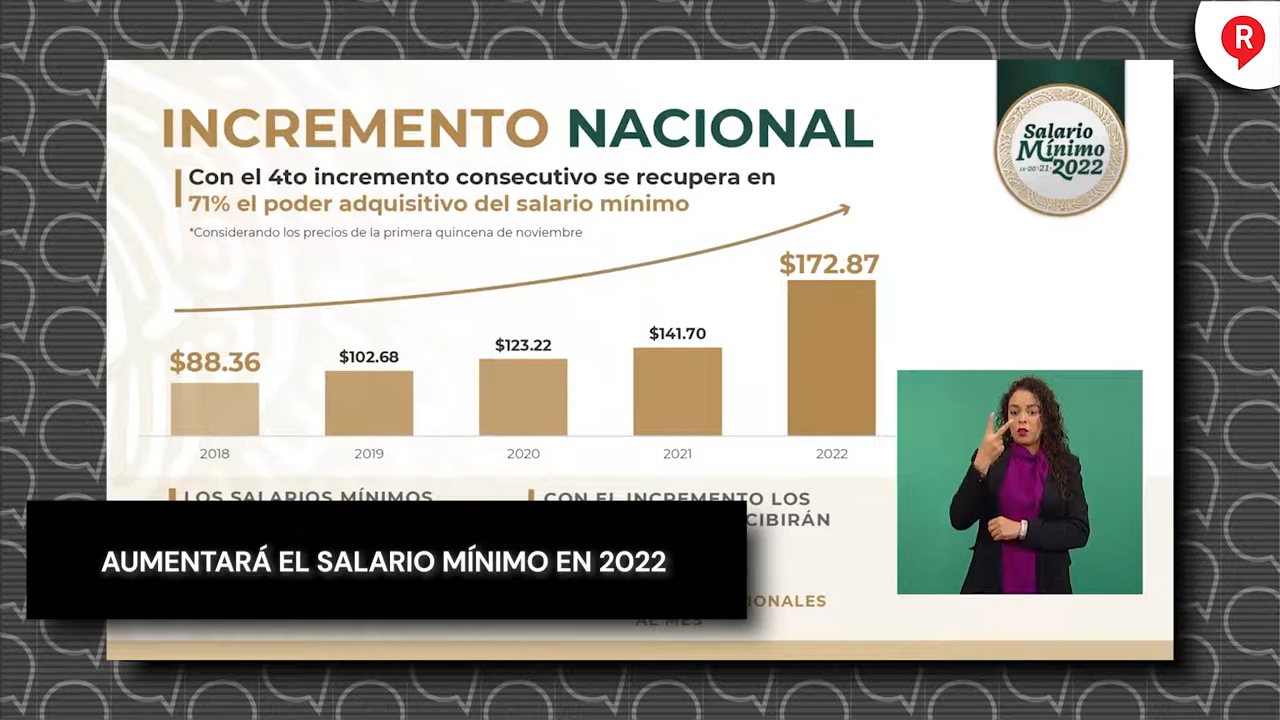 R
INCREMENTO NACIONAL
Con el 4to incremento consecutivo se recupera en
71% el poder adquisitivo del salario mínimo
*Considerando los precios de la primera quincena de noviembre
Salario
Mínimo
19·20·21·2022
$88.36
$102.68
$123.22
$141.70
$172.87
2018
2019
2020
2021
2022
LOS SALARIOS MÍNIMOS
CON EL INCREMENTO LOS
CIBIRÁN
IONALES
AL MES
AUMENTARÁ EL SALARIO MÍNIMO EN 2022